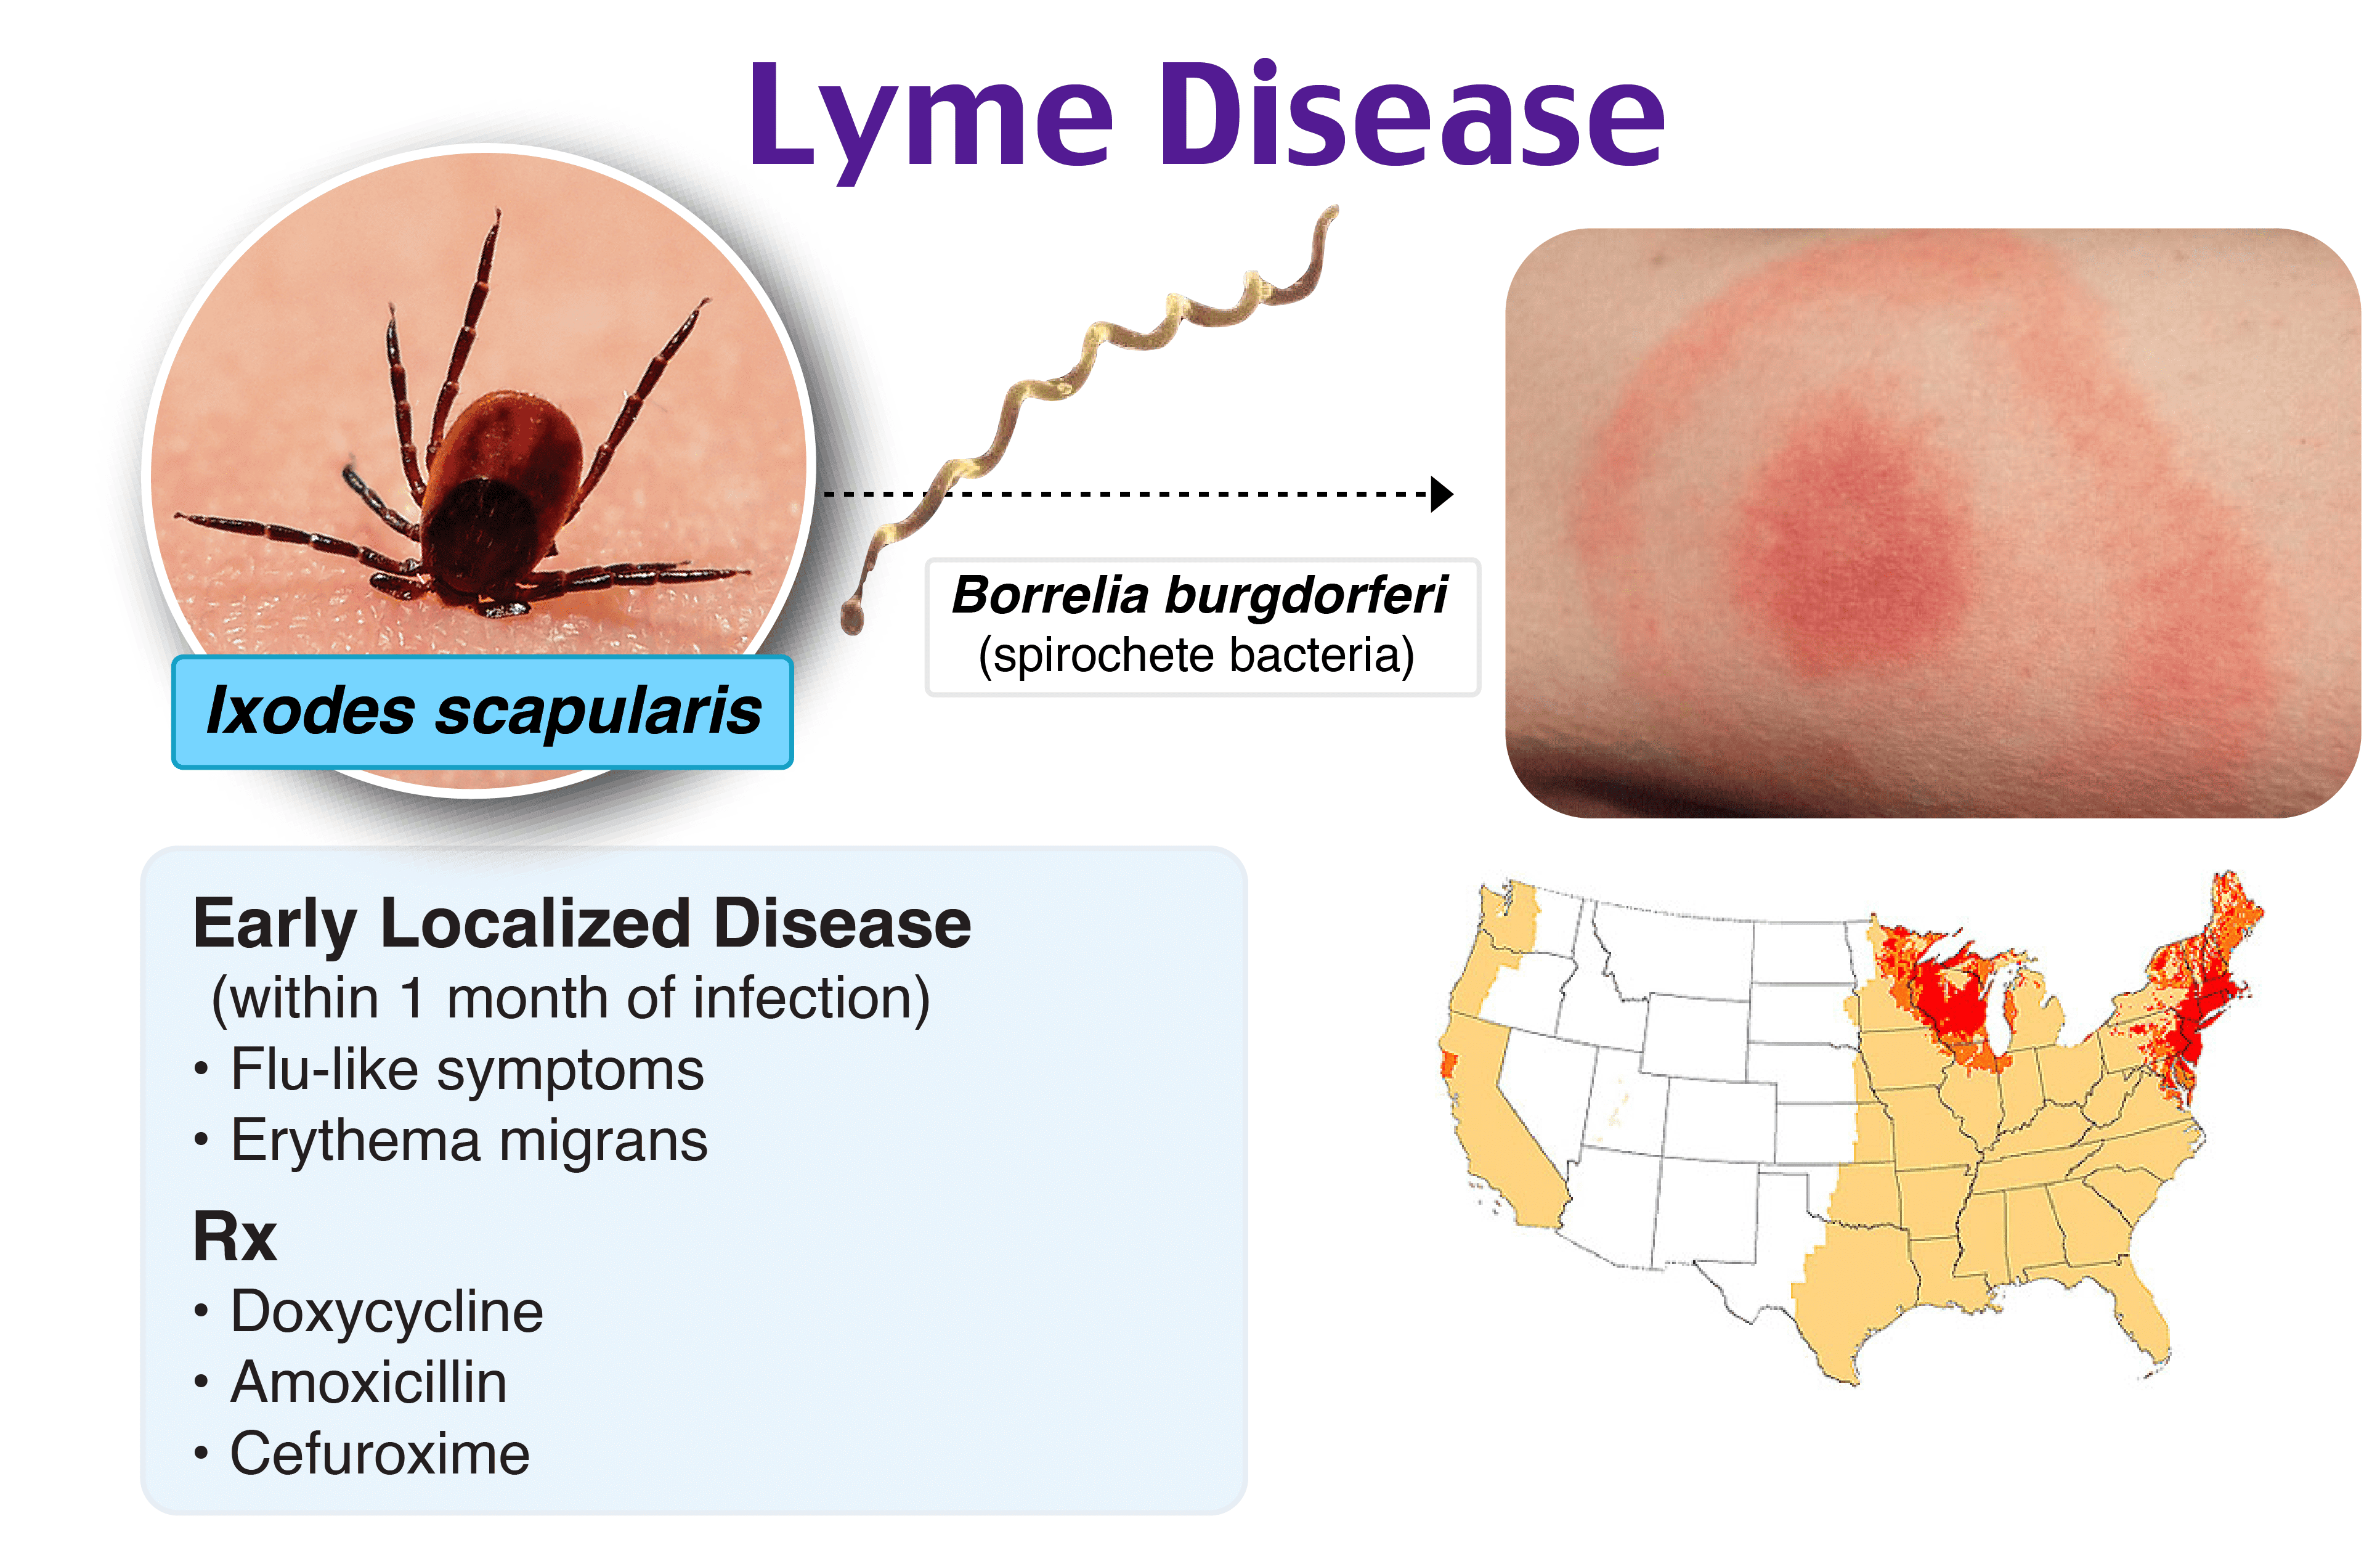 Lyme Disease
Ixodes scapularis
Borrelia burgdorferi
(spirochete bacteria)
Early Localized Disease
(within 1 month of infection)
• Flu-like symptoms
• Erythema migrans
Rx
• Doxycycline
• Amoxicillin
• Cefuroxime